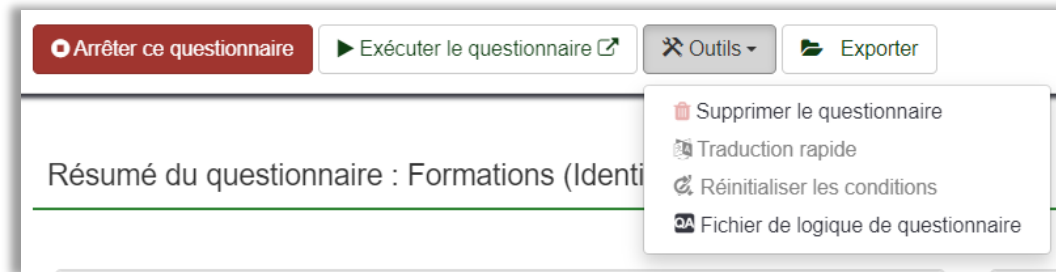 Arrêter ce questionnaire
Exécuter le questionnaire
Outils
Exporter
Supprimer le questionnaire
Traduction rapide
Réinitialiser les conditions
QA Fichier de logique de questionnaire
Résumé du questionnaire : Formations (Identi